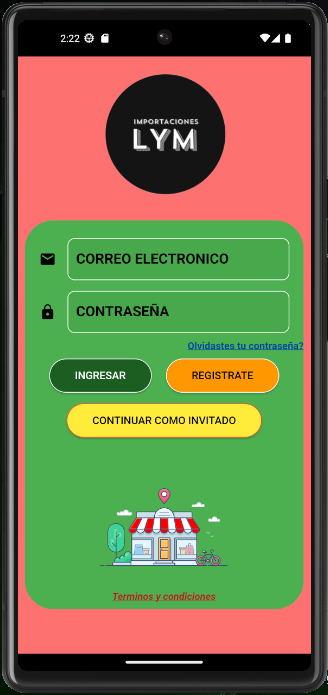 2:22
IMPORTACIONES
LYM
CORREO ELECTRONICO
CONTRASEÑA
Olvidastes tu contraseña?
INGRESAR
REGISTRATE
CONTINUAR COMO INVITADO
Terminos y condiciones